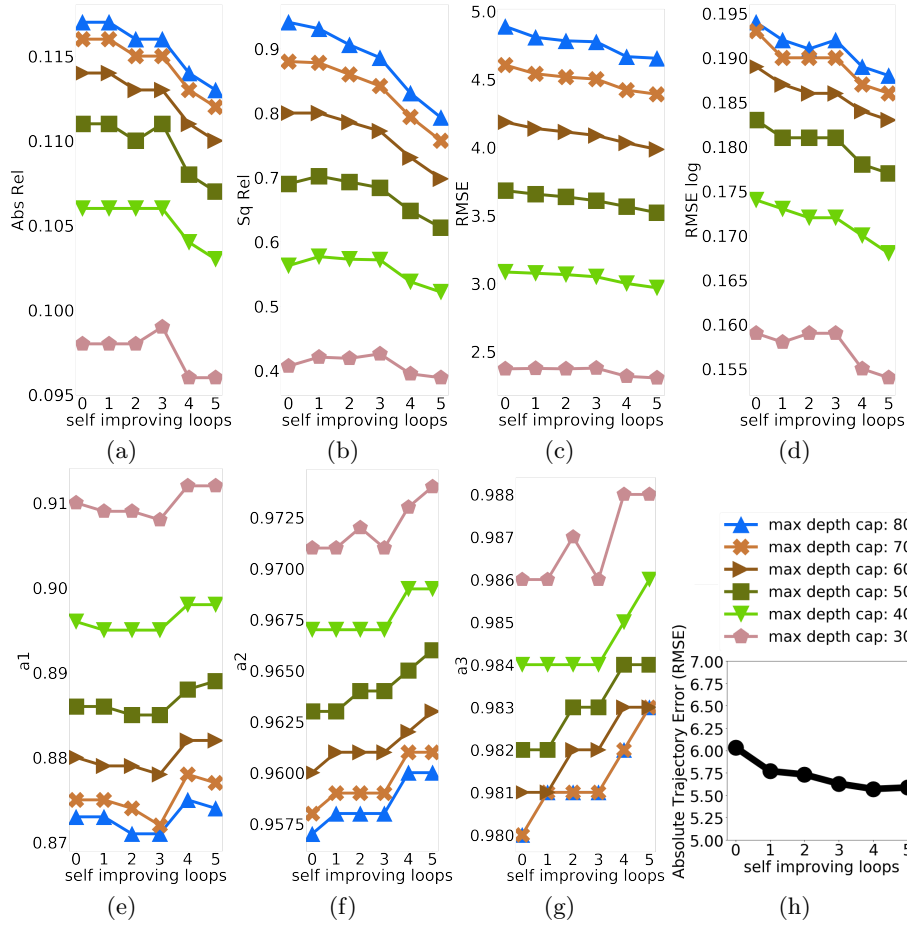 0.115
0.110
0.105
0.100
0.095
Abs Rel
0 1 2 3 4 5
self improving loops
(a)
0.9
0.8
0.7
0.6
0.5
0.4
Sq Rel
0 1 2 3 4 5
self improving loops
(b)
5.0
4.5
4.0
3.5
3.0
2.5
RMSE
0 1 2 3 4 5
self improving loops
(c)
0.195
0.190
0.185
0.180
0.175
0.170
0.165
0.160
0.155
RMSE log
0 1 2 3 4 5
self improving loops
(d)
0.91
0.90
0.89
0.88
0.87
a1
0 1 2 3 4 5
self improving loops
(e)
0.9725
0.9700
0.9675
0.9650
0.9625
0.9600
0.9575
a2
0 1 2 3 4 5
self improving loops
(f)
0.988
0.987
0.986
0.985
0.984
0.983
0.982
0.981
0.980
a3
0 1 2 3 4 5
self improving loops
(g)
max depth cap: 80
max depth cap: 70
max depth cap: 60
max depth cap: 50
max depth cap: 40
max depth cap: 30
7.00
6.75
6.50
6.25
6.00
5.75
5.50
5.25
5.00
Absolute Trajectory Error (RMSE)
0 1 2 3 4 5
self improving loops
(h)